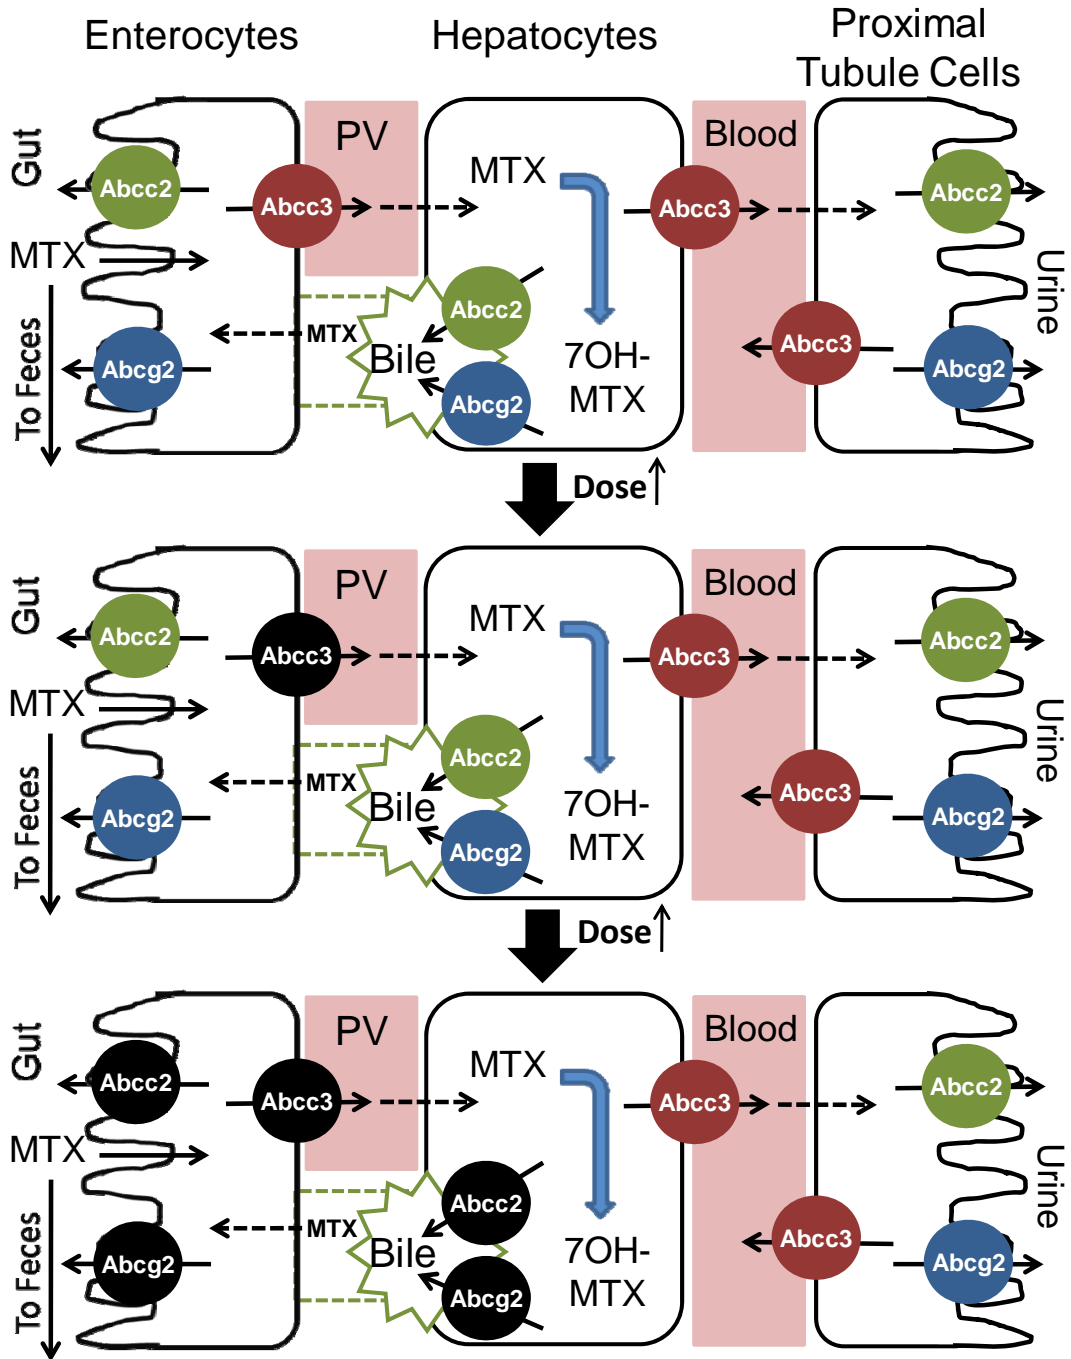 Enterocytes
Hepatocytes
Proximal
Tubule Cells
Gut
Abcc2
Abcc3
PV
MTX
Abcc3
Blood
Abcc2
MTX
To Feces
Abcg2
MTX
Bile
Abcc2
Abcg2
7OH-
MTX
Abcc3
Abcg2
Urine
Dose
Gut
Abcc2
Abcc3
PV
MTX
Abcc3
Blood
Abcc2
MTX
To Feces
Abcg2
MTX
Bile
Abcc2
Abcg2
7OH-
MTX
Abcc3
Abcg2
Urine
Dose
Gut
Abcc2
Abcc3
PV
MTX
Abcc3
Blood
Abcc2
MTX
To Feces
Abcg2
MTX
Bile
Abcc2
Abcg2
7OH-
MTX
Abcc3
Abcg2
Urine